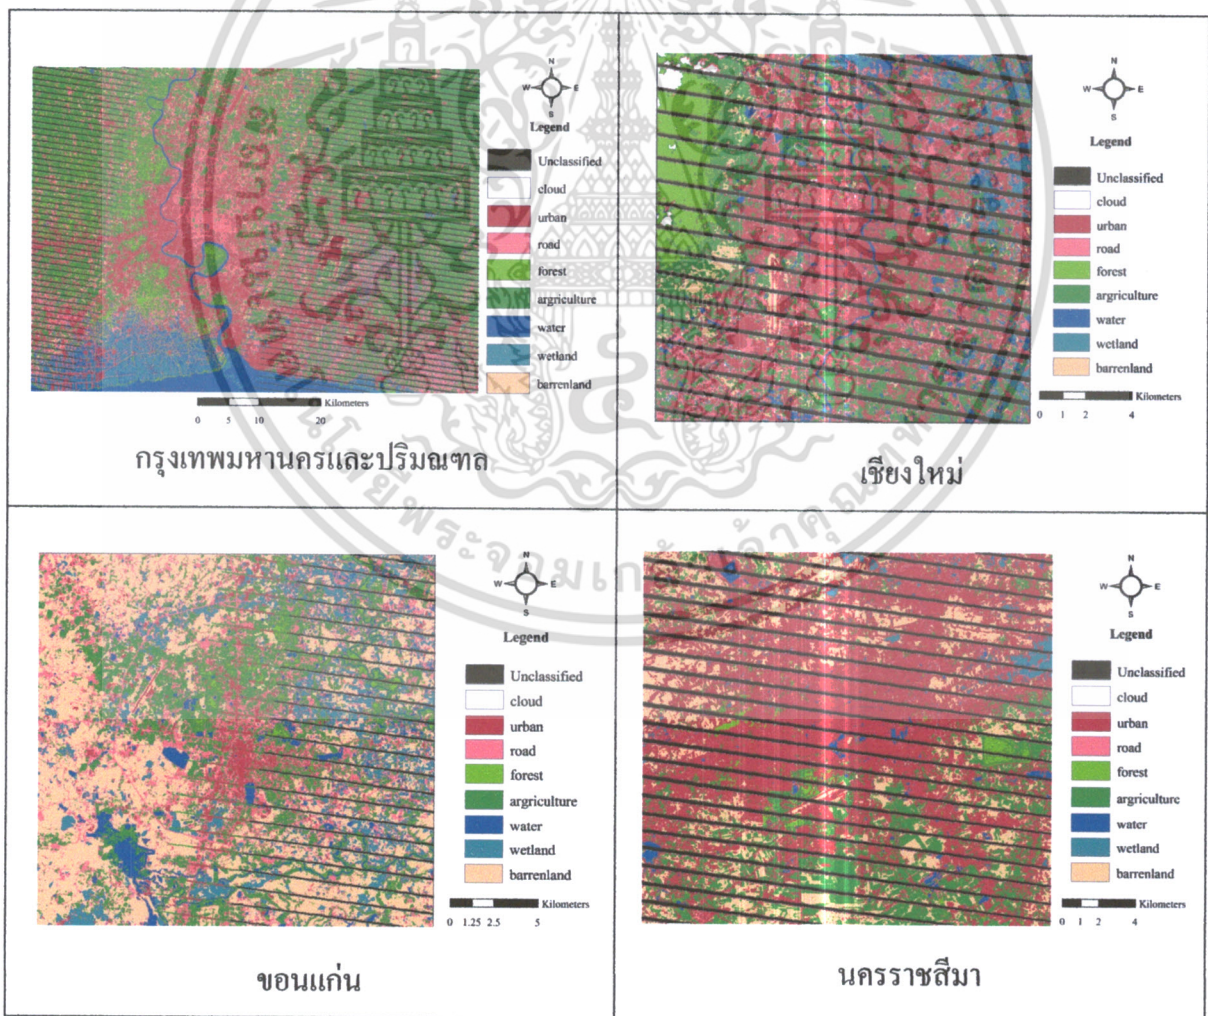 N
W E
S
Legend
Unclassified
cloud
urban
road
forest
argriculture
water
wetland
barrenland
Kilometers
0 5 10 20
กรุงเทพมหานครและปริมณฑล
N
W E
S
Legend
Unclassified
cloud
urban
road
forest
argriculture
water
wetland
barrenland
Kilometers
0 1 2 4
เชียงใหม่
N
W E
S
Legend
Unclassified
cloud
urban
road
forest
argriculture
water
wetland
barrenland
Kilometers
0 1.25 2.5 5
ขอนแก่น
N
W E
S
Legend
Unclassified
cloud
urban
road
forest
argriculture
water
wetland
barrenland
Kilometers
0 1 2 4
นครราชสีมา